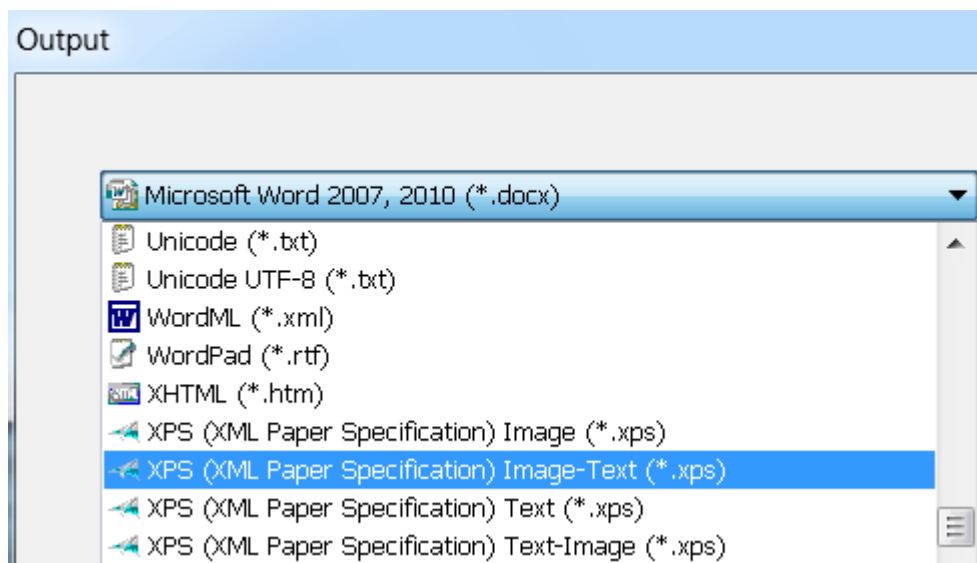 Output
Microsoft Word 2007, 2010 (*.docx)
Unicode (*.txt)
Unicode UTF-8 (*.txt)
WordML (*.xml)
WordPad (*.rtf)
XHTML (*.htm)
XPS (XML Paper Specification) Image (*.xps)
XPS (XML Paper Specification) Image-Text (*.xps)
XPS (XML Paper Specification) Text (*.xps)
XPS (XML Paper Specification) Text-Image (*.xps)